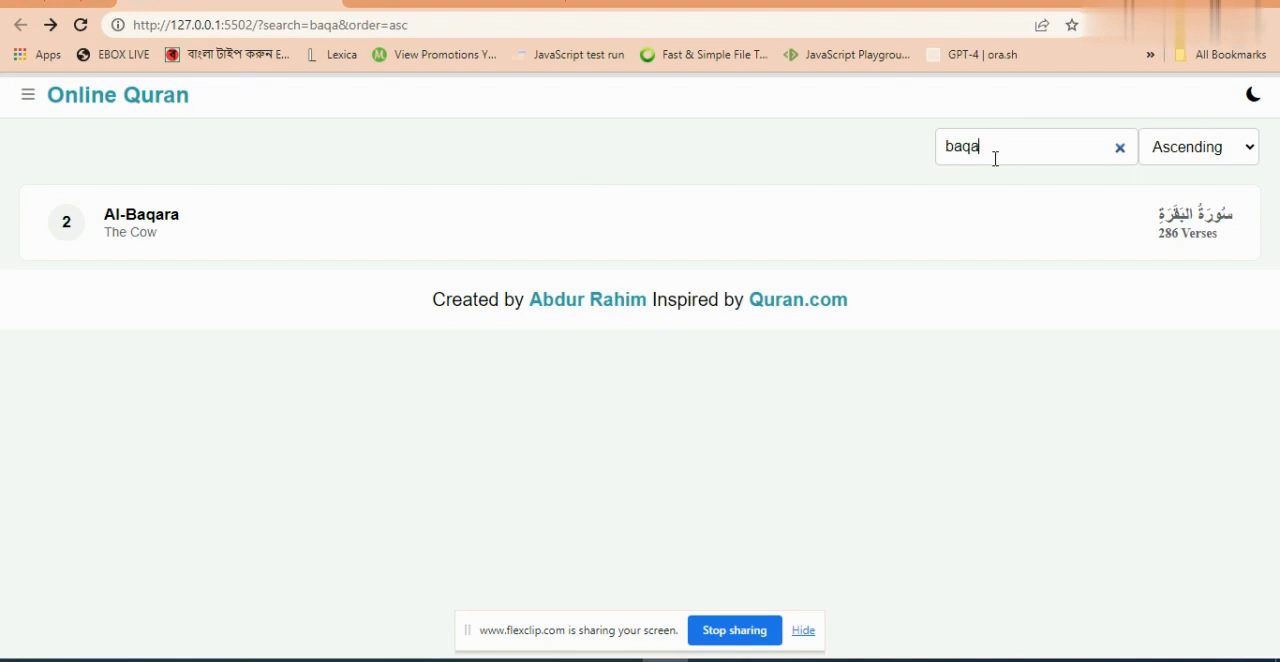 http://127.0.0.1:5502/?search=baqa&order=asc
Apps EBOX LIVE বাংলা টাইপ করুন E... Lexica View Promotions Y... JavaScript test run Fast & Simple File T... JavaScript Playgrou... GPT-4 | ora.sh » All Bookmarks
Online Quran
baqa × Ascending
2 Al-Baqara سُورَةُ البَقَرَةِ
The Cow 286 Verses
Created by Abdur Rahim Inspired by Quran.com
www.flexclip.com is sharing your screen. Stop sharing Hide